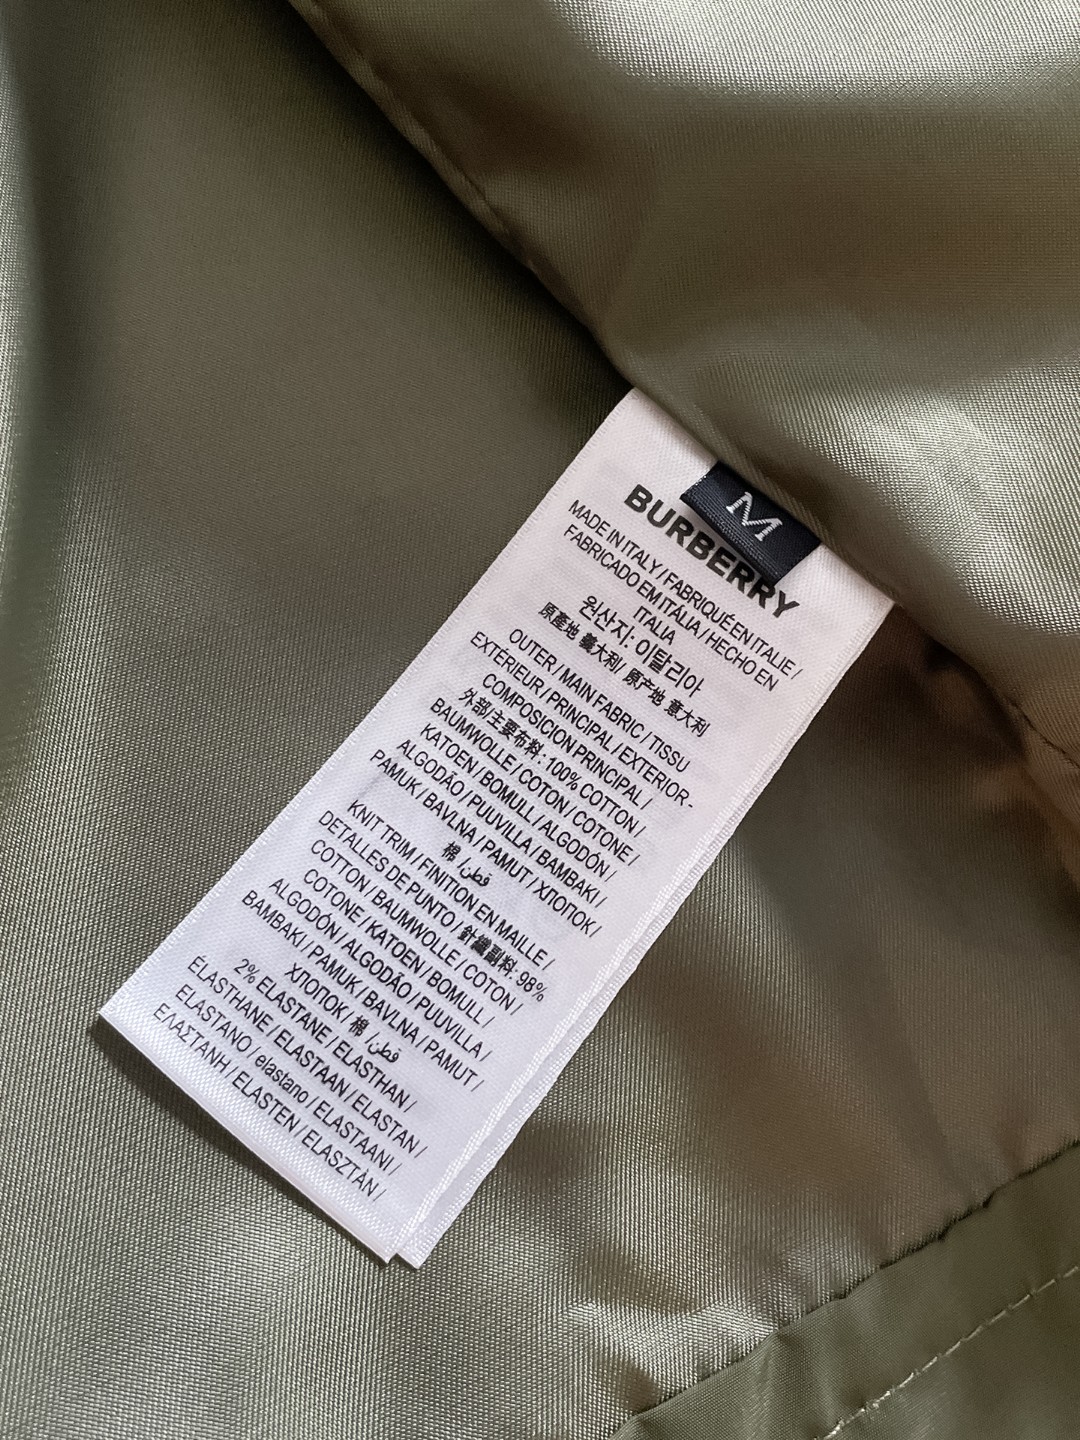 M
BURBERRY
MADE IN ITALY / FABRIQUÉ EN ITALIE /
FABRICADO EM ITÁLIA / HECHO EN
ITALIA
원산지: 이탈리아
原產地 義大利/ 原产地 意大利
OUTER / MAIN FABRIC / TISSU
EXTÉRIEUR / PRINCIPAL / EXTERIOR -
COMPOSICION PRINCIPAL /
外部/主要布料: 100% COTTON /
BAUMWOLLE / COTON / COTONE /
KATOEN / BOMULL / ALGODÓN /
ALGODÃO / PUUVILLA / BAMBAKI /
PAMUK / BAVLNA / PAMUT / ХЛОПОК /
棉 /قطن
KNIT TRIM / FINITION EN MAILLE /
DETALLES DE PUNTO / 針織副料: 98%
COTTON / BAUMWOLLE / COTON /
COTONE / KATOEN / BOMULL /
ALGODÓN / ALGODÃO / PUUVILLA /
BAMBAKI / PAMUK / BAVLNA / PAMUT /
ХЛОПОК / 棉 /قطن
2% ELASTANE / ELASTHAN /
ÉLASTHANE / ELASTAAN / ELASTAN /
ELASTANO / elastano / ELASTAANI /
ΕΛΑΣΤΑΝΗ / ELASTEN / ELASZTÁN /